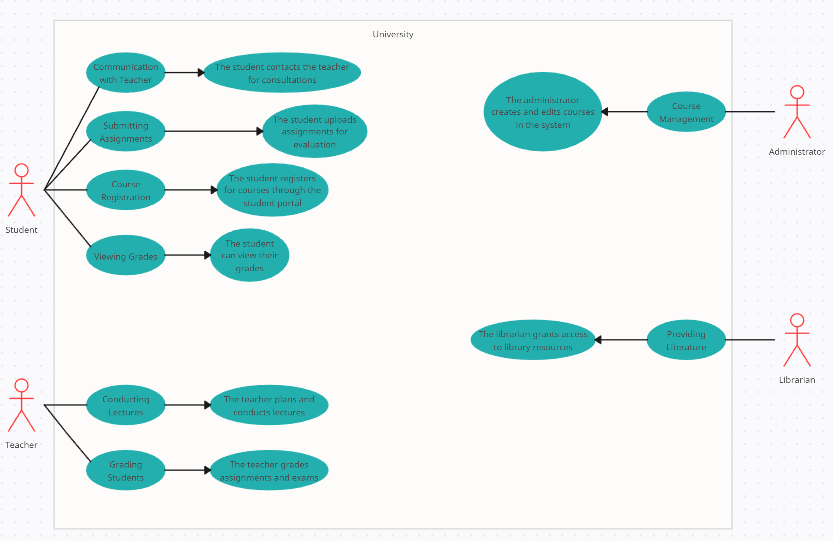 University
Communication
with Teacher
The student contacts the teacher
for consultations
Submitting
Assignments
The student uploads
assignments for
evaluation
Course
Registration
The student registers
for courses through the
student portal
Student
Viewing Grades
The student
can view their
grades
The administrator
creates and edits courses
in the system
Course
Management
Administrator
The librarian grants access
to library resources
Providing
Literature
Librarian
Conducting
Lectures
The teacher plans and
conducts lectures
Teacher
Grading
Students
The teacher grades
assignments and exams